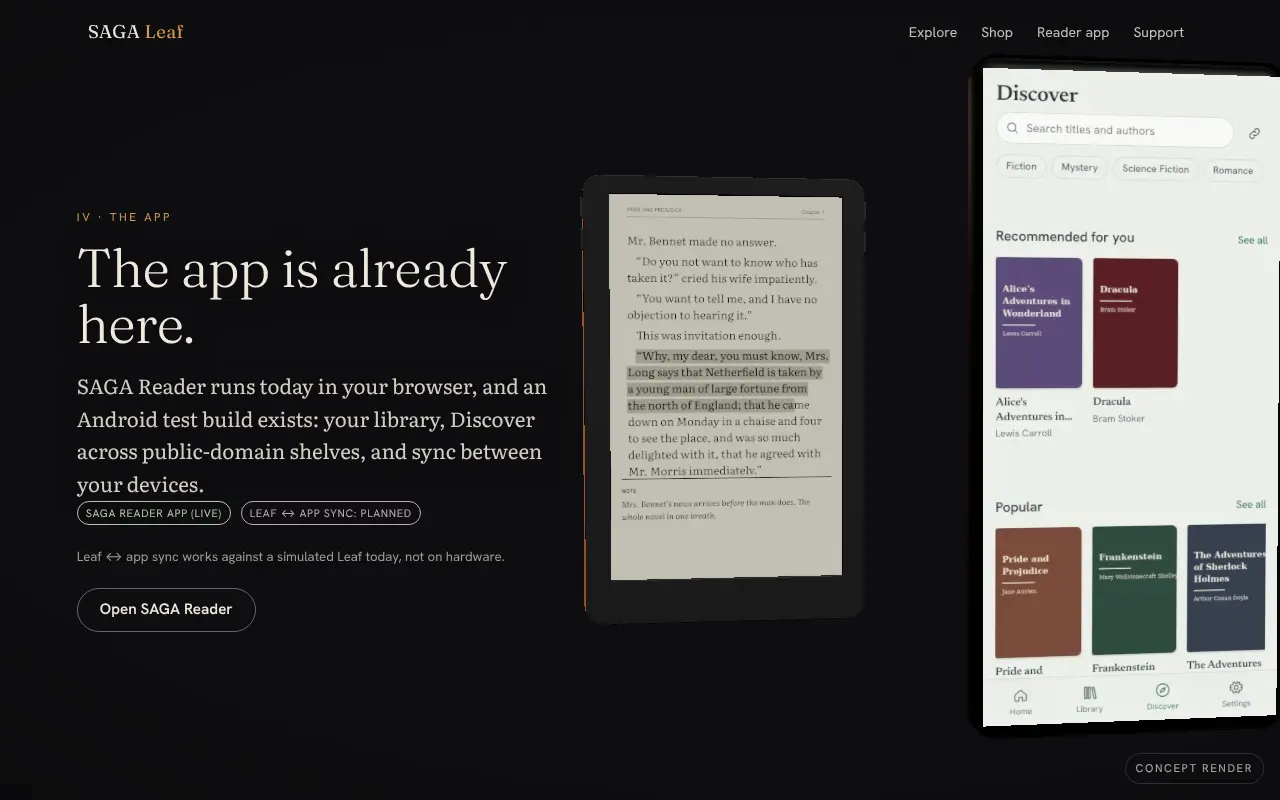 SAGA Leaf
Explore
Shop
Reader app
Support
IV · THE APP
The app is already
here.
SAGA Reader runs today in your browser, and an
Android test build exists: your library, Discover
across public-domain shelves, and sync between
your devices.
SAGA READER APP (LIVE)
LEAF ↔ APP SYNC: PLANNED
Leaf ↔ app sync works against a simulated Leaf today, not on hardware.
Open SAGA Reader
PRIDE AND PREJUDICE
Chapter 1
Mr. Bennet made no answer.
“Do you not want to know who has
taken it?” cried his wife impatiently.
“You want to tell me, and I have no
objection to hearing it.”
This was invitation enough.
“Why, my dear, you must know, Mrs.
Long says that Netherfield is taken by
a young man of large fortune from
the north of England; that he came
down on Monday in a chaise and four
to see the place, and was so much
delighted with it, that he agreed with
Mr. Morris immediately.”
NOTE
Mrs. Bennet's news arrives before the man does. The
whole novel in one breath.
Discover
Search titles and authors
Fiction
Mystery
Science Fiction
Romance
Recommended for you
See all
Alice's
Adventures in
Wonderland
Lewis Carroll
Dracula
Bram Stoker
Alice's
Adventures in...
Lewis Carroll
Dracula
Bram Stoker
Popular
See all
Pride and
Prejudice
Jane Austen
Frankenstein
Mary Wollstonecraft Shelley
The Adventures
of Sherlock
Holmes
Arthur Conan Doyle
Pride and
Frankenstein
The Adventures
Home
Library
Discover
Settings
CONCEPT RENDER